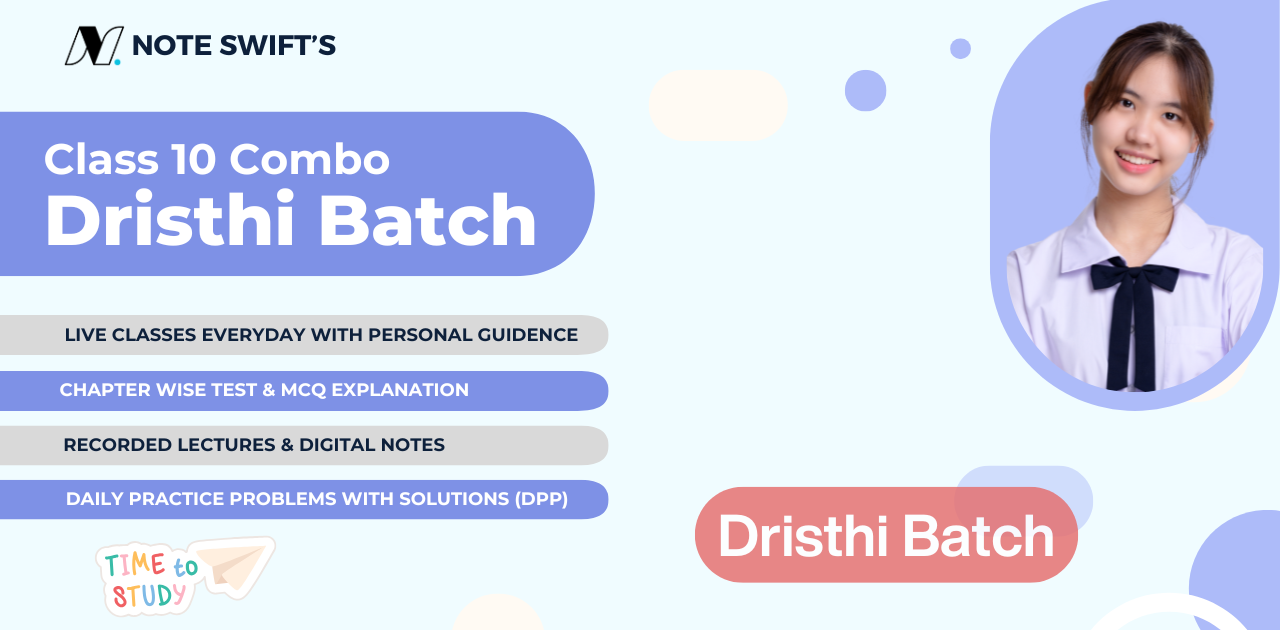 N. NOTE SWIFT'S
Class 10 Combo
Dristhi Batch
LIVE CLASSES EVERYDAY WITH PERSONAL GUIDENCE
CHAPTER WISE TEST & MCQ EXPLANATION
RECORDED LECTURES & DIGITAL NOTES
DAILY PRACTICE PROBLEMS WITH SOLUTIONS (DPP)
TIME to
STUDY
Dristhi Batch